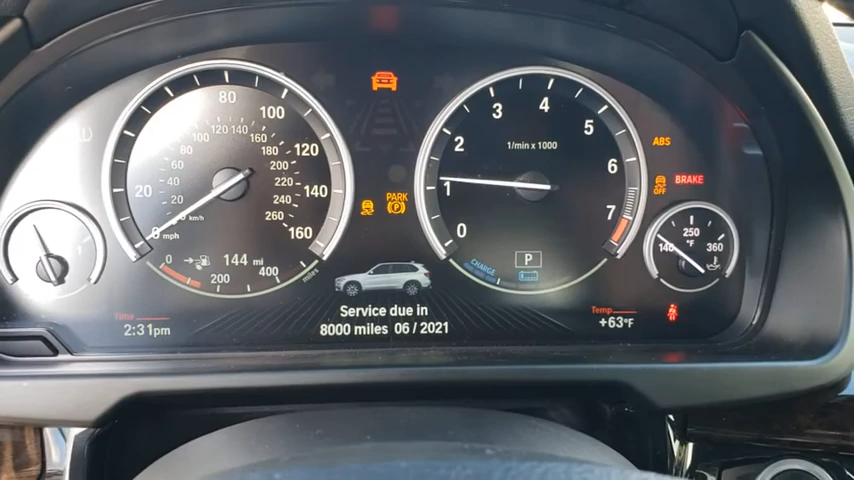 80
100
120
140
160
20
0 mph
100 120 140 160
180
200
220
240
260
80
60
40
20
0 km/h
0
144 mi
200
400
miles
PARK
(P)
3
4
5
2
6
1
7
0
1/min x 1000
CHARGE
P
ABS
OFF
BRAKE
250
°F
140
360
Service due in
8000 miles 06/2021
Time
2:31pm
Temp
+63°F